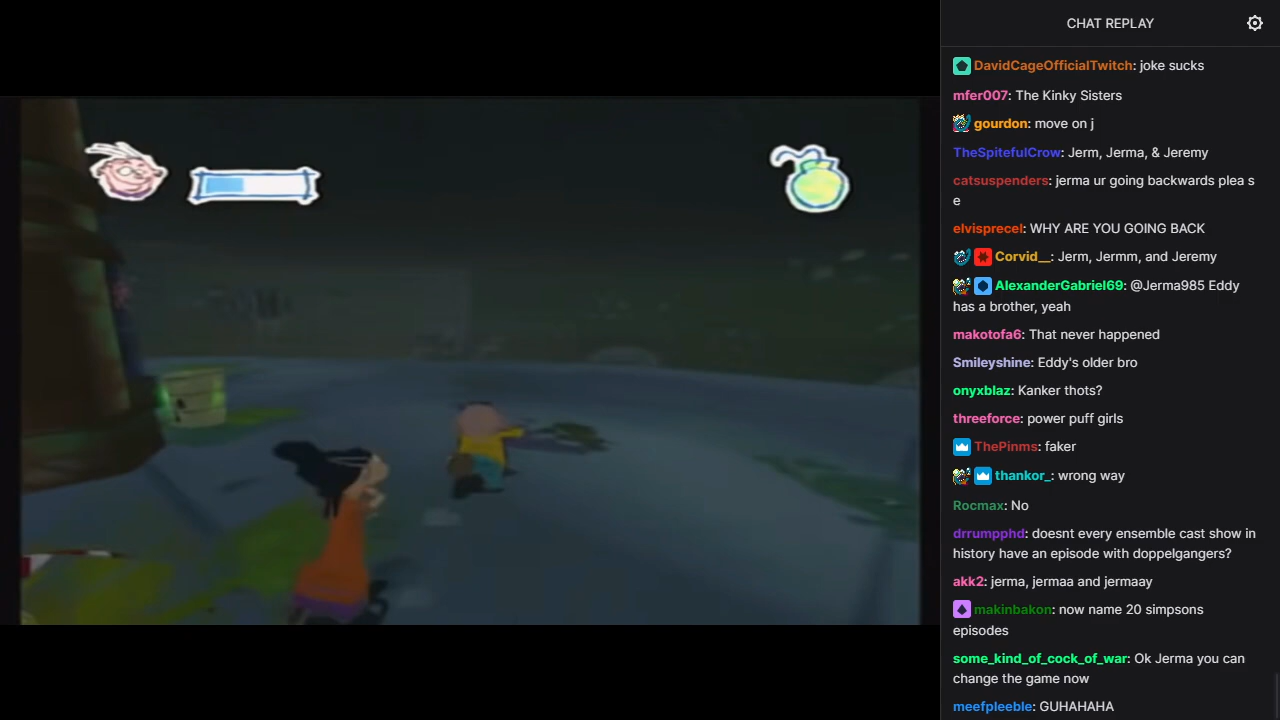 CHAT REPLAY
DavidCageOfficialTwitch: joke sucks
mfer007: The Kinky Sisters
gourdon: move on j
TheSpitefulCrow: Jerm, Jerma, & Jeremy
catsuspenders: jerma ur going backwards plea s
e
elvisprecel: WHY ARE YOU GOING BACK
Corvid__: Jerm, Jermm, and Jeremy
AlexanderGabriel69: @Jerma985 Eddy
has a brother, yeah
makotofa6: That never happened
Smileyshine: Eddy's older bro
onyxblaz: Kanker thots?
threeforce: power puff girls
ThePinms: faker
thankor_: wrong way
Rocmax: No
drrumpphd: doesnt every ensemble cast show in
history have an episode with doppelgangers?
akk2: jerma, jermaa and jermaay
makinbakon: now name 20 simpsons
episodes
some_kind_of_cock_of_war: Ok Jerma you can
change the game now
meefpleeble: GUHAHAHA